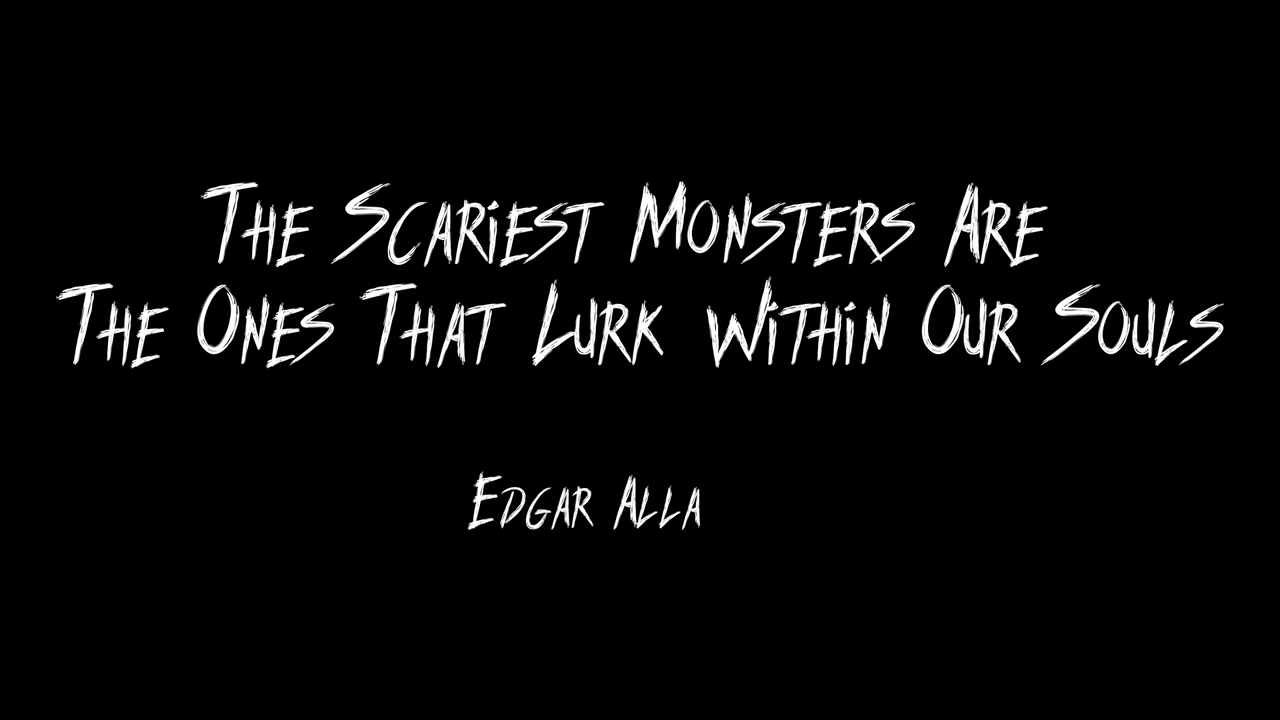 The Scariest Monsters Are
The Ones That Lurk Within Our Souls
Edgar Alla